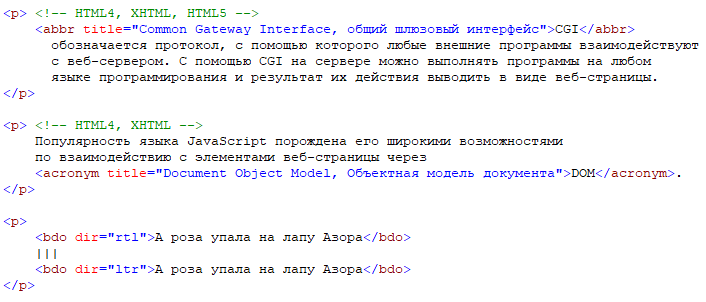 <p> <!-- HTML4, XHTML, HTML5 -->
<abbr title="Common Gateway Interface, общий шлюзовый интерфейс">CGI</abbr>
обозначается протокол, с помощью которого любые внешние программы взаимодействуют
с веб-сервером. С помощью CGI на сервере можно выполнять программы на любом
языке программирования и результат их действия выводить в виде веб-страницы.
</p>
<p> <!-- HTML4, XHTML -->
Популярность языка JavaScript порождена его широкими возможностями
по взаимодействию с элементами веб-страницы через
<acronym title="Document Object Model, Объектная модель документа">DOM</acronym>.
</p>
<p>
<bdo dir="rtl">А роза упала на лапу Азора</bdo>
|||
<bdo dir="ltr">А роза упала на лапу Азора</bdo>
</p>